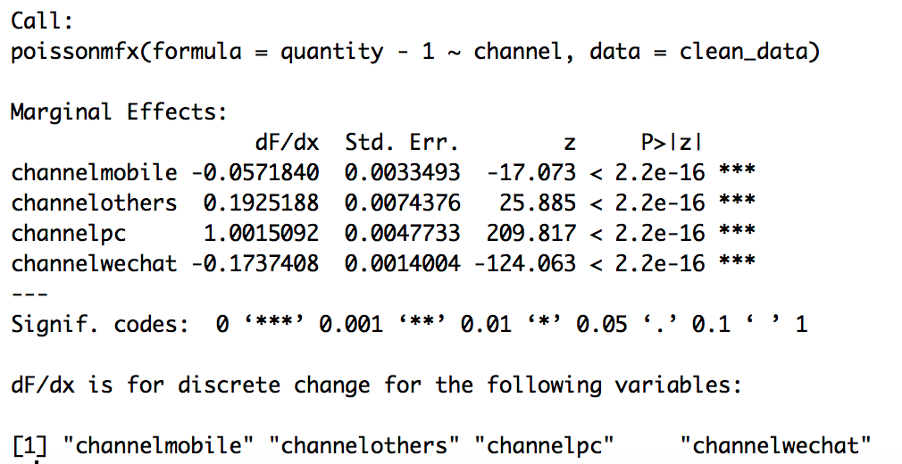 Call:
poissonmfx(formula = quantity - 1 ~ channel, data = clean_data)
Marginal Effects:
dF/dx Std. Err. z P>|z|
channelmobile -0.0571840 0.0033493 -17.073 < 2.2e-16 ***
channelothers 0.1925188 0.0074376 25.885 < 2.2e-16 ***
channelpc 1.0015092 0.0047733 209.817 < 2.2e-16 ***
channelwechat -0.1737408 0.0014004 -124.063 < 2.2e-16 ***
---
Signif. codes: 0 ‘***’ 0.001 ‘**’ 0.01 ‘*’ 0.05 ‘.’ 0.1 ‘ ’ 1
dF/dx is for discrete change for the following variables:
[1] "channelmobile" "channelothers" "channelpc" "channelwechat"